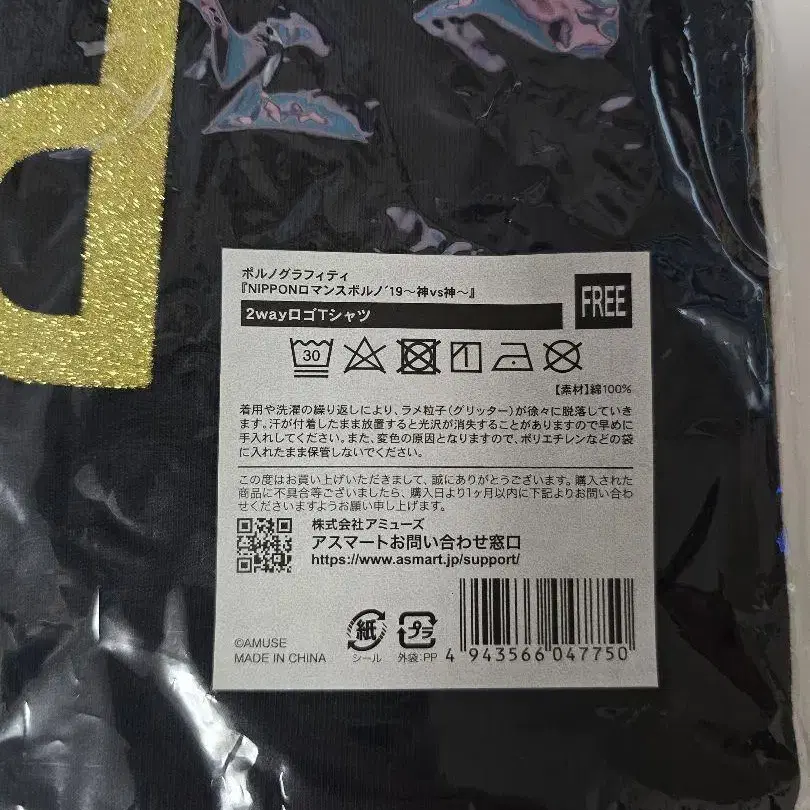 P
ポルノグラフィティ
『NIPPONロマンスポルノ´19～神vs神～』
FREE
2wayロゴTシャツ
30
【素材】綿100%
着用や洗濯の繰り返しにより、ラメ粒子(グリッター)が徐々に脱落していき
ます。汗が付着したまま放置すると光沢が消失することがありますので早めに
手入れしてください。また、変色の原因となりますので、ポリエチレンなどの袋
に入れたまま保管しないでください。
この度はお買い上げいただきまして、誠にありがとうございます。購入された
商品に不具合等ございましたら、購入日より1ヶ月以内に下記よりお問い合わ
せくださいますようお願い申し上げます。
株式会社アミューズ
アスマートお問い合わせ窓口
https://www.asmart.jp/support/
紙
シール
プラ
外袋:PP
©AMUSE
MADE IN CHINA
4 943566 047750